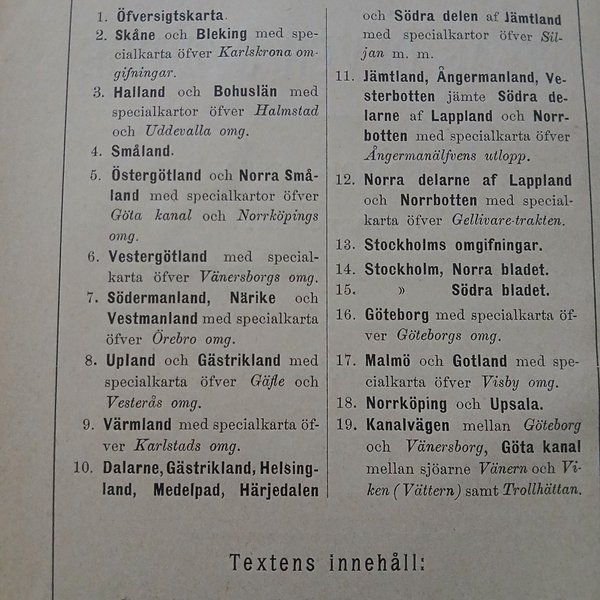 1. Öfversigtskarta.
2. Skåne och Bleking med spe-
cialkarta öfver Karlskrona om-
gifningar.
3. Halland och Bohuslän med
specialkartor öfver Halmstad
och Uddevalla omg.
4. Småland.
5. Östergötland och Norra Små-
land med specialkartor öfver
Göta kanal och Norrköpings
omg.
6. Vestergötland med special-
karta öfver Vänersborgs omg.
7. Södermanland, Närike och
Vestmanland med specialkarta
öfver Örebro omg.
8. Upland och Gästrikland med
specialkarta öfver Gäfle och
Vesterås omg.
9. Värmland med specialkarta öf-
ver Karlstads omg.
10. Dalarne, Gästrikland, Helsing-
land, Medelpad, Härjedalen
och Södra delen af Jämtland
med specialkartor öfver Sil-
jan m. m.
11. Jämtland, Ångermanland, Ve-
sterbotten jämte Södra de-
larne af Lappland och Norr-
botten med specialkarta öfver
Ångermanälfvens utlopp.
12. Norra delarne af Lappland
och Norrbotten med special-
karta öfver Gellivare-trakten.
13. Stockholms omgifningar.
14. Stockholm, Norra bladet.
15. » Södra bladet.
16. Göteborg med specialkarta öf-
ver Göteborgs omg.
17. Malmö och Gotland med spe-
cialkarta öfver Visby omg.
18. Norrköping och Upsala.
19. Kanalvägen mellan Göteborg
och Vänersborg, Göta kanal
mellan sjöarne Vänern och Vi-
ken (Vättern) samt Trollhättan.
Textens innehåll: